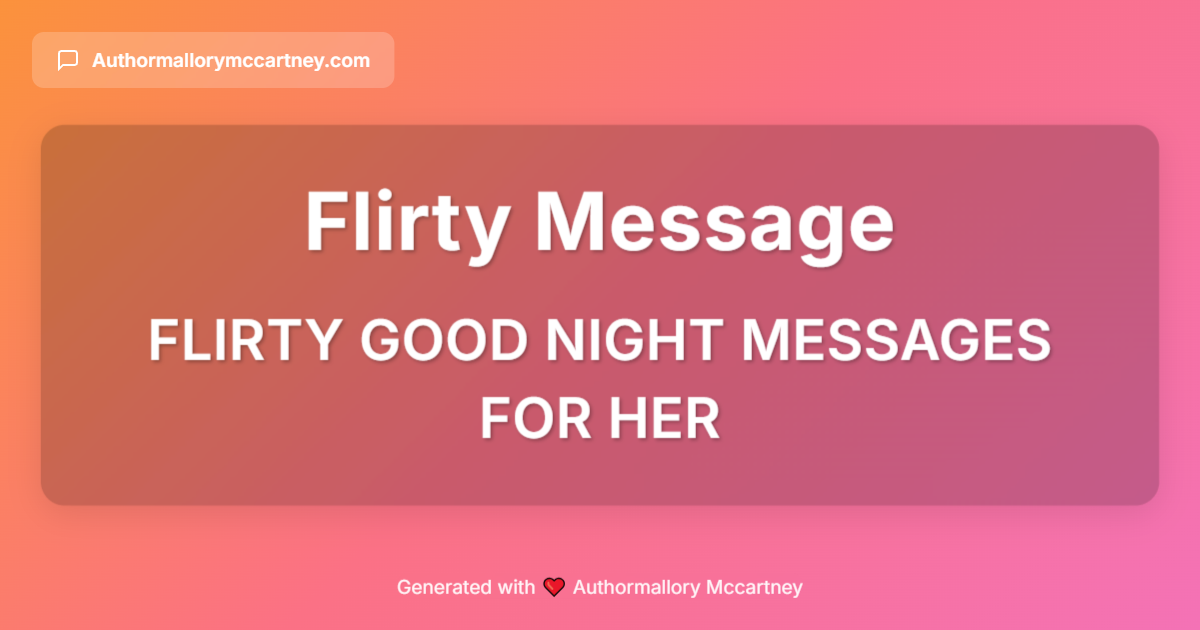 Authormallorymccartney.com
Flirty Message
FLIRTY GOOD NIGHT MESSAGES
FOR HER
Generated with ❤️ Authormallory Mccartney